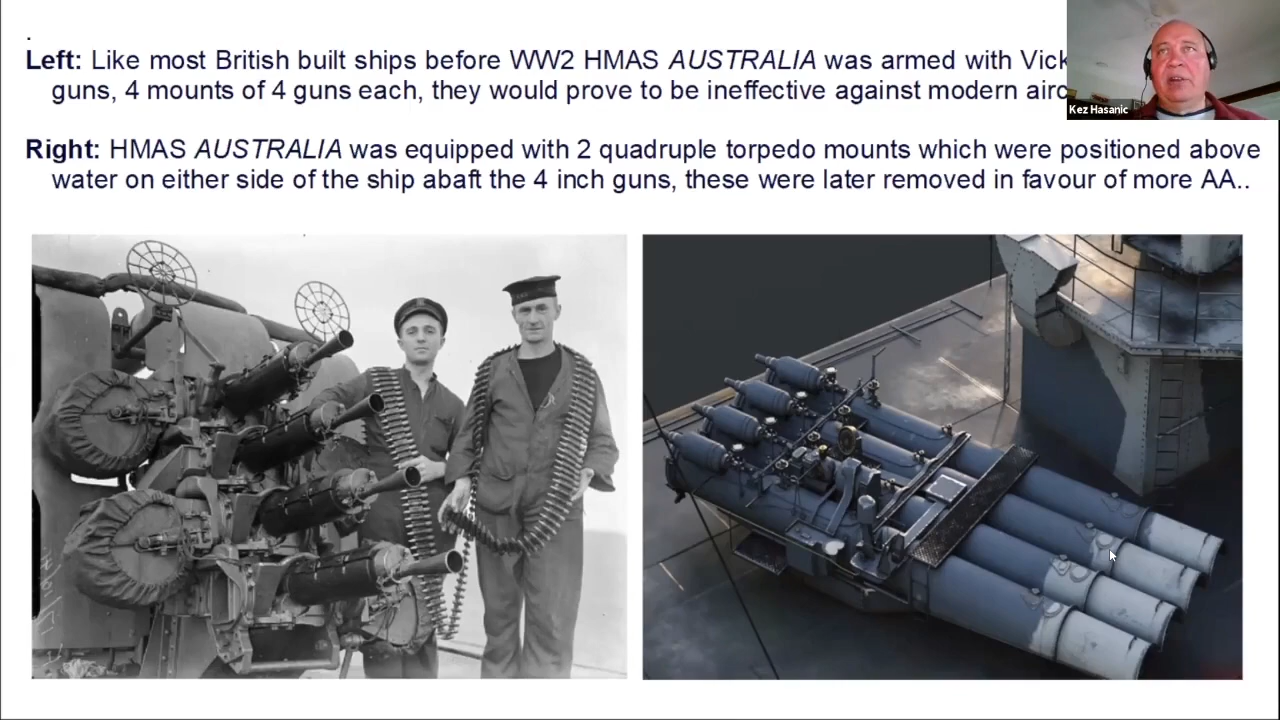 .
Left: Like most British built ships before WW2 HMAS AUSTRALIA was armed with Vick
guns, 4 mounts of 4 guns each, they would prove to be ineffective against modern airc
Kez Hasanic
Right: HMAS AUSTRALIA was equipped with 2 quadruple torpedo mounts which were positioned above
water on either side of the ship abaft the 4 inch guns, these were later removed in favour of more AA..